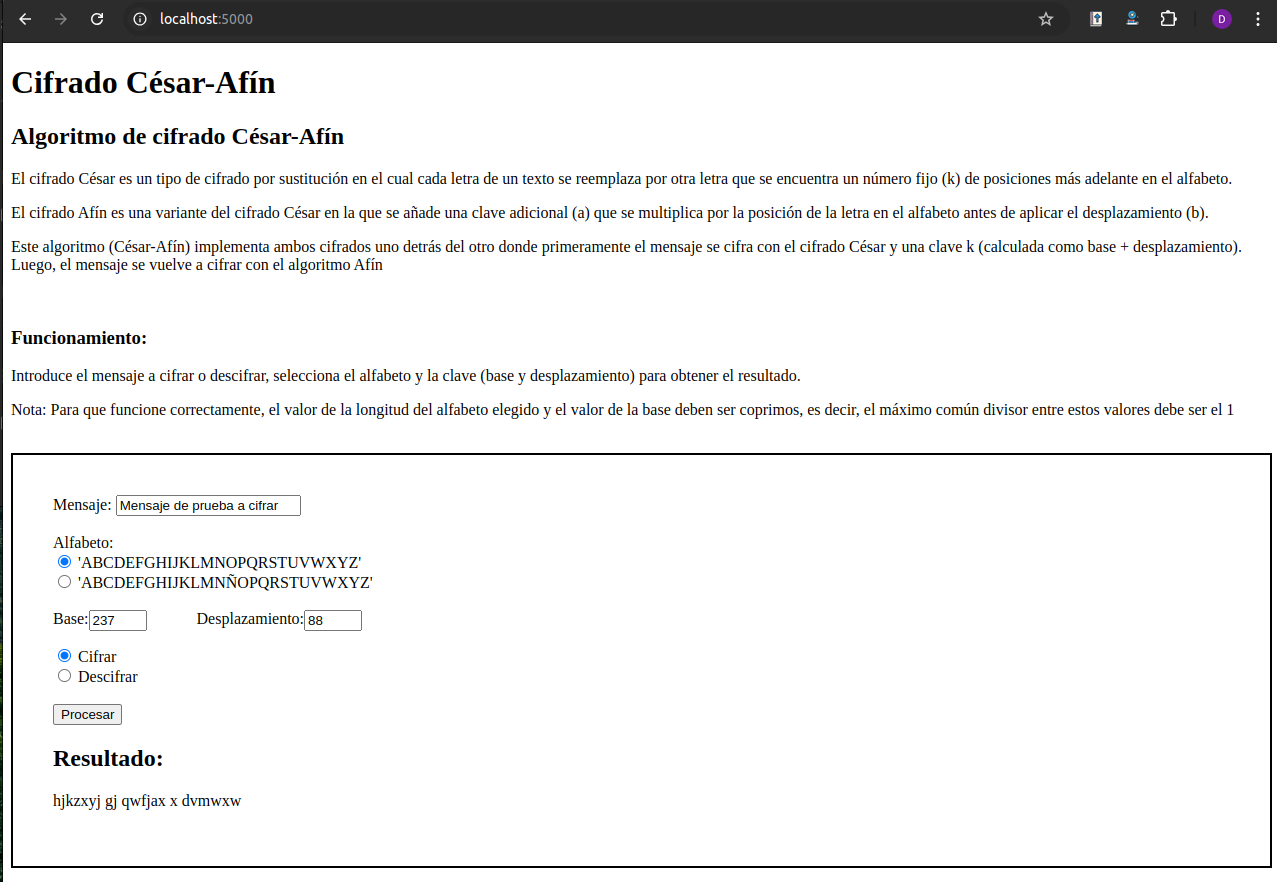 localhost:5000
D
Cifrado César-Afín
Algoritmo de cifrado César-Afín
El cifrado César es un tipo de cifrado por sustitución en el cual cada letra de un texto se reemplaza por otra letra que se encuentra un número fijo (k) de posiciones más adelante en el alfabeto.
El cifrado Afín es una variante del cifrado César en la que se añade una clave adicional (a) que se multiplica por la posición de la letra en el alfabeto antes de aplicar el desplazamiento (b).
Este algoritmo (César-Afín) implementa ambos cifrados uno detrás del otro donde primeramente el mensaje se cifra con el cifrado César y una clave k (calculada como base + desplazamiento).
Luego, el mensaje se vuelve a cifrar con el algoritmo Afín
Funcionamiento:
Introduce el mensaje a cifrar o descifrar, selecciona el alfabeto y la clave (base y desplazamiento) para obtener el resultado.
Nota: Para que funcione correctamente, el valor de la longitud del alfabeto elegido y el valor de la base deben ser coprimos, es decir, el máximo común divisor entre estos valores debe ser el 1
Mensaje: Mensaje de prueba a cifrar
Alfabeto:
'ABCDEFGHIJKLMNOPQRSTUVWXYZ'
'ABCDEFGHIJKLMNÑOPQRSTUVWXYZ'
Base: 237 Desplazamiento: 88
Cifrar
Descifrar
Procesar
Resultado:
hjkzxyj gj qwfjax x dvmwxw